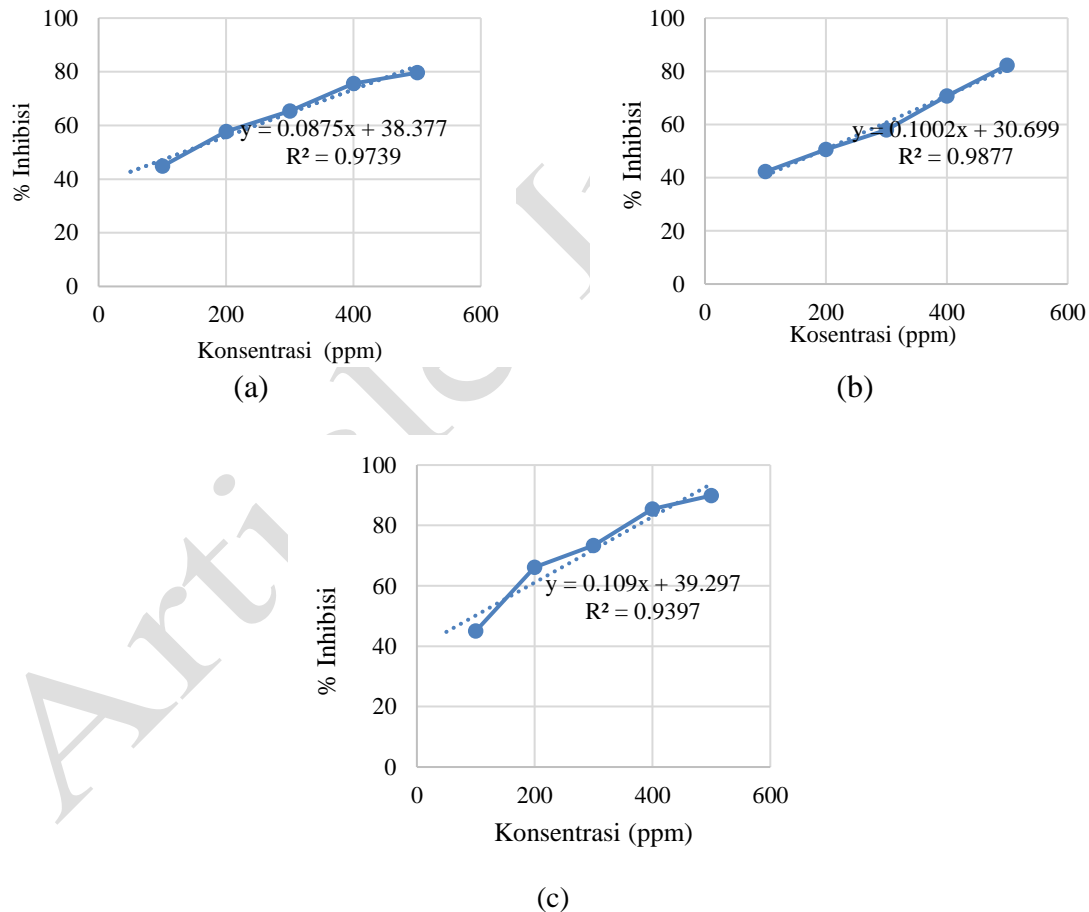 100
80
60
40
20
0
% Inhibisi
y = 0.0875x + 38.377
R² = 0.9739
0 200 400 600
Konsentrasi (ppm)
(a)
100
80
60
40
20
0
% Inhibisi
y = 0.1002x + 30.699
R² = 0.9877
0 200 400 600
Kosentrasi (ppm)
(b)
100
80
60
40
20
0
% Inhibisi
y = 0.109x + 39.297
R² = 0.9397
0 200 400 600
Konsentrasi (ppm)
(c)